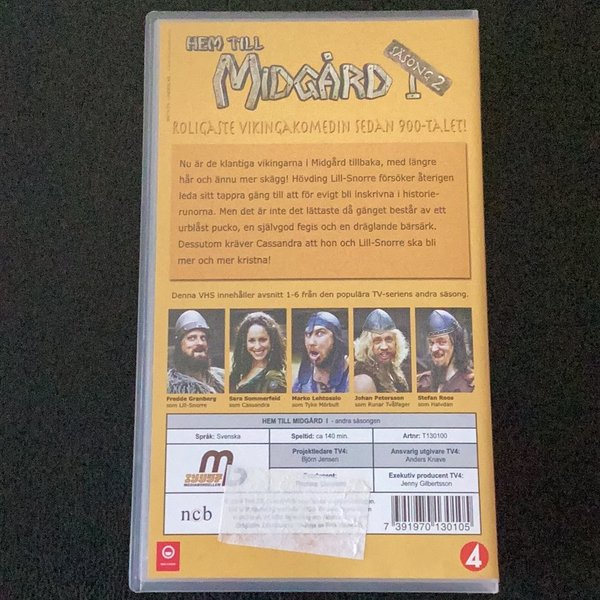 HEM TILL
MIDGÅRD I
SÄSONG 2
ROLIGASTE VIKINGAKOMEDIN SEDAN 900-TALET!
Nu är de klantiga vikingarna i Midgård tillbaka, med längre
hår och ännu mer skägg! Hövding Lill-Snorre försöker återigen
leda sitt tappra gäng till att för evigt bli inskrivna i historie-
runorna. Men det är inte det lättaste då gänget består av ett
urblåst pucko, en självgod fegis och en dräglande bärsärk.
Dessutom kräver Cassandra att hon och Lill-Snorre ska bli
mer och mer kristna!
Denna VHS innehåller avsnitt 1-6 från den populära TV-seriens andra säsong.
Fredde Granberg
som Lill-Snorre
Sara Sommerfeld
som Cassandra
Marko Lehtosalo
som Tyke Mörbult
Johan Petersson
som Runar Tvålfager
Stefan Roos
som Halvdan
HEM TILL MIDGÅRD I - andra säsongen
Språk: Svenska
Speltid: ca 140 min.
Artnr: T130100
Projektledare TV4:
Björn Jensen
Ansvarig utgivare TV4:
Anders Knave
Exekutiv producent TV4:
Jenny Gilbertsson
ncb
7 391970 130105
4